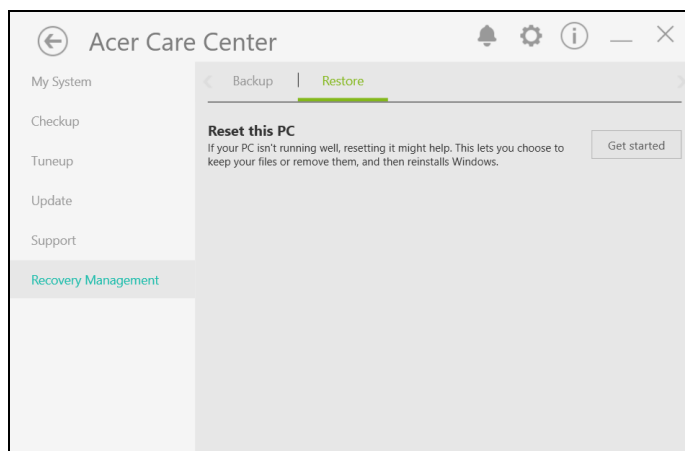 Acer Care Center
My System
Backup | Restore
Checkup
Reset this PC
If your PC isn't running well, resetting it might help. This lets you choose to
keep your files or remove them, and then reinstalls Windows.
Get started
Tuneup
Update
Support
Recovery Management